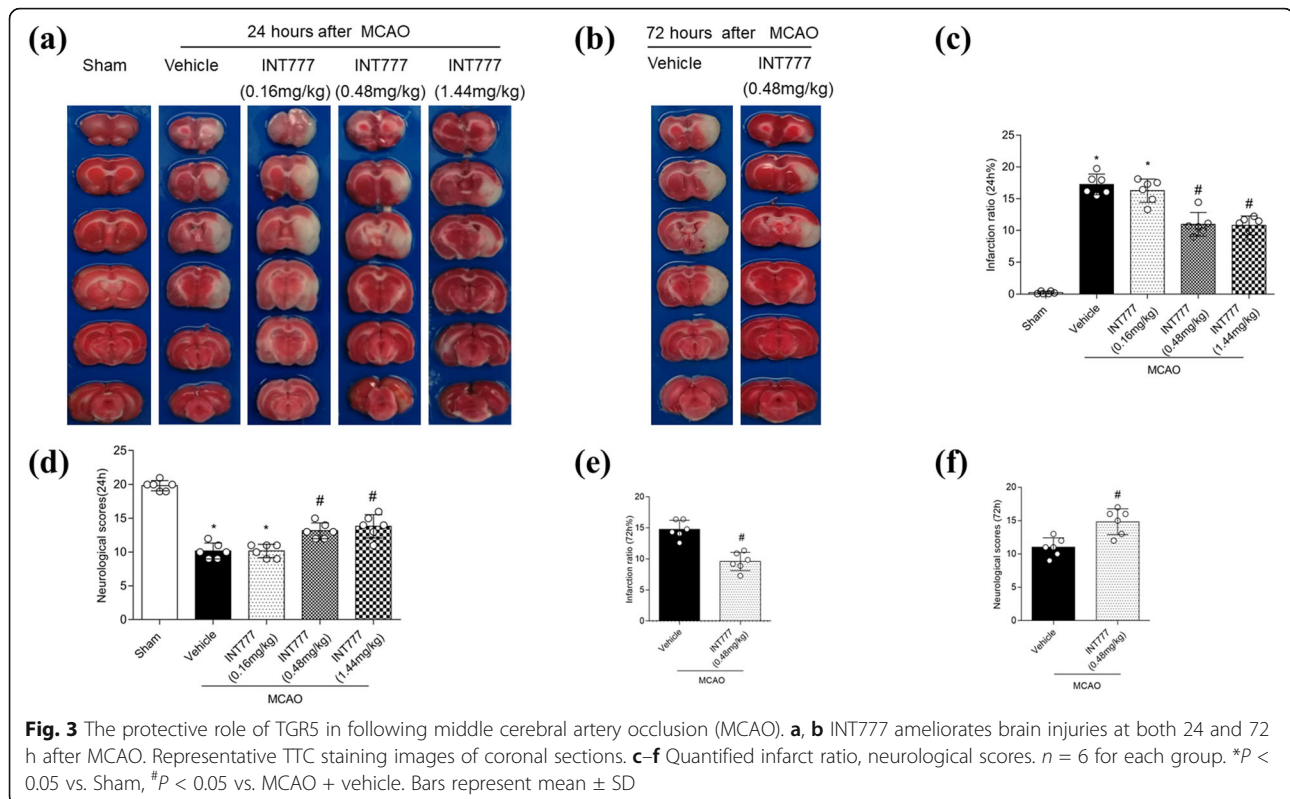 (a)
24 hours after MCAO
Sham
Vehicle
INT777
(0.16mg/kg)
INT777
(0.48mg/kg)
INT777
(1.44mg/kg)
(b)
72 hours after MCAO
Vehicle
INT777
(0.48mg/kg)
(c)
Infarction ratio (24h%)
25
20
15
10
5
0
*
*
#
#
Sham
Vehicle
INT777
(0.16mg/kg)
INT777
(0.48mg/kg)
INT777
(1.44mg/kg)
MCAO
(d)
Neurological scores(24h)
25
20
15
10
5
0
*
*
#
#
Sham
Vehicle
INT777
(0.16mg/kg)
INT777
(0.48mg/kg)
INT777
(1.44mg/kg)
MCAO
(e)
Infarction ratio (72h%)
20
15
10
5
0
#
Vehicle
INT777
(0.48mg/kg)
MCAO
(f)
Neurological scores (72h)
20
15
10
5
0
#
Vehicle
INT777
(0.48mg/kg)
MCAO
Fig. 3 The protective role of TGR5 in following middle cerebral artery occlusion (MCAO). a, b INT777 ameliorates brain injuries at both 24 and 72
h after MCAO. Representative TTC staining images of coronal sections. c–f Quantified infarct ratio, neurological scores. n = 6 for each group. *P <
0.05 vs. Sham, #P < 0.05 vs. MCAO + vehicle. Bars represent mean ± SD